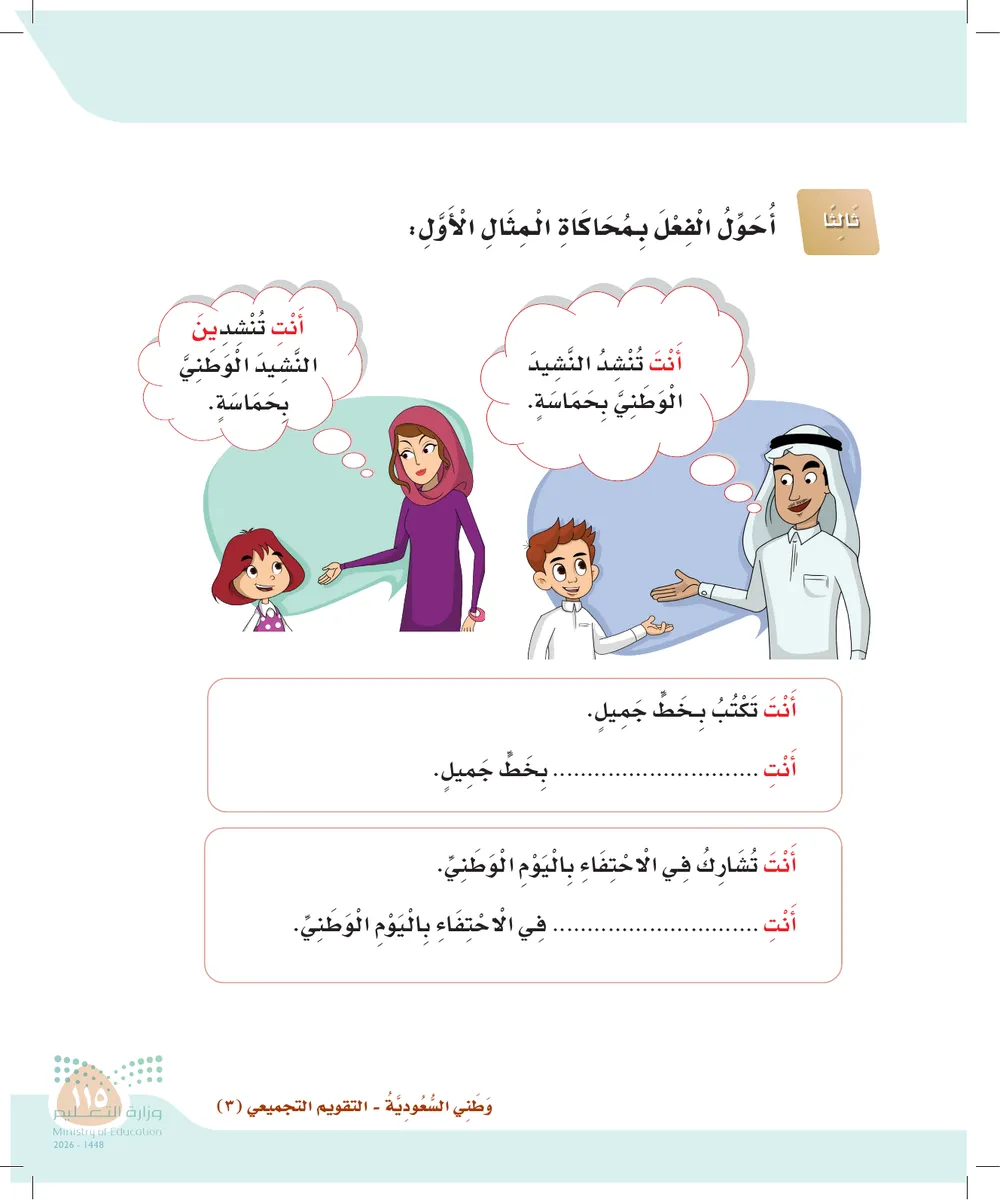 ثَالِثًا
أُحَوِّلُ الْفِعْلَ بِمُحَاكَاةِ الْمِثَالِ الْأَوَّلِ:
أَنْتَ تُنْشِدُ النَّشِيدَ
الْوَطَنِيَّ بِحَمَاسَةٍ.
أَنْتِ تُنْشِدِينَ
النَّشِيدَ الْوَطَنِيَّ
بِحَمَاسَةٍ.
أَنْتَ تَكْتُبُ بِخَطٍّ جَمِيلٍ.
أَنْتِ .............................. بِخَطٍّ جَمِيلٍ.
أَنْتَ تُشَارِكُ فِي الْاحْتِفَاءِ بِالْيَوْمِ الْوَطَنِيِّ.
أَنْتِ .............................. فِي الْاحْتِفَاءِ بِالْيَوْمِ الْوَطَنِيِّ.
وَطَنِي السُّعُودِيَّةُ - التقويم التجميعي (٣)
١١٥
وزارة التعليم
Ministry of Education
2026 - 1448